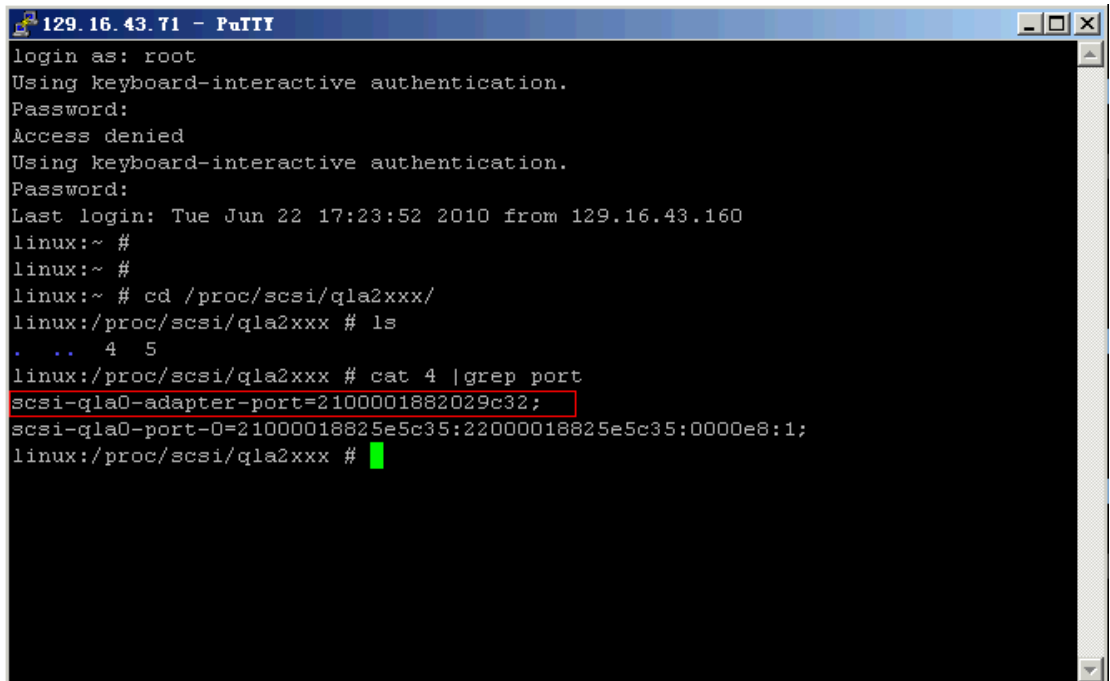 129.16.43.71 - PuTTY
login as: root
Using keyboard-interactive authentication.
Password:
Access denied
Using keyboard-interactive authentication.
Password:
Last login: Tue Jun 22 17:23:52 2010 from 129.16.43.160
linux:~ #
linux:~ #
linux:~ # cd /proc/scsi/qla2xxx/
linux:/proc/scsi/qla2xxx # ls
. .. 4 5
linux:/proc/scsi/qla2xxx # cat 4 |grep port
scsi-qla0-adapter-port=2100001882029c32;
scsi-qla0-port-0=21000018825e5c35:22000018825e5c35:0000e8:1;
linux:/proc/scsi/qla2xxx #